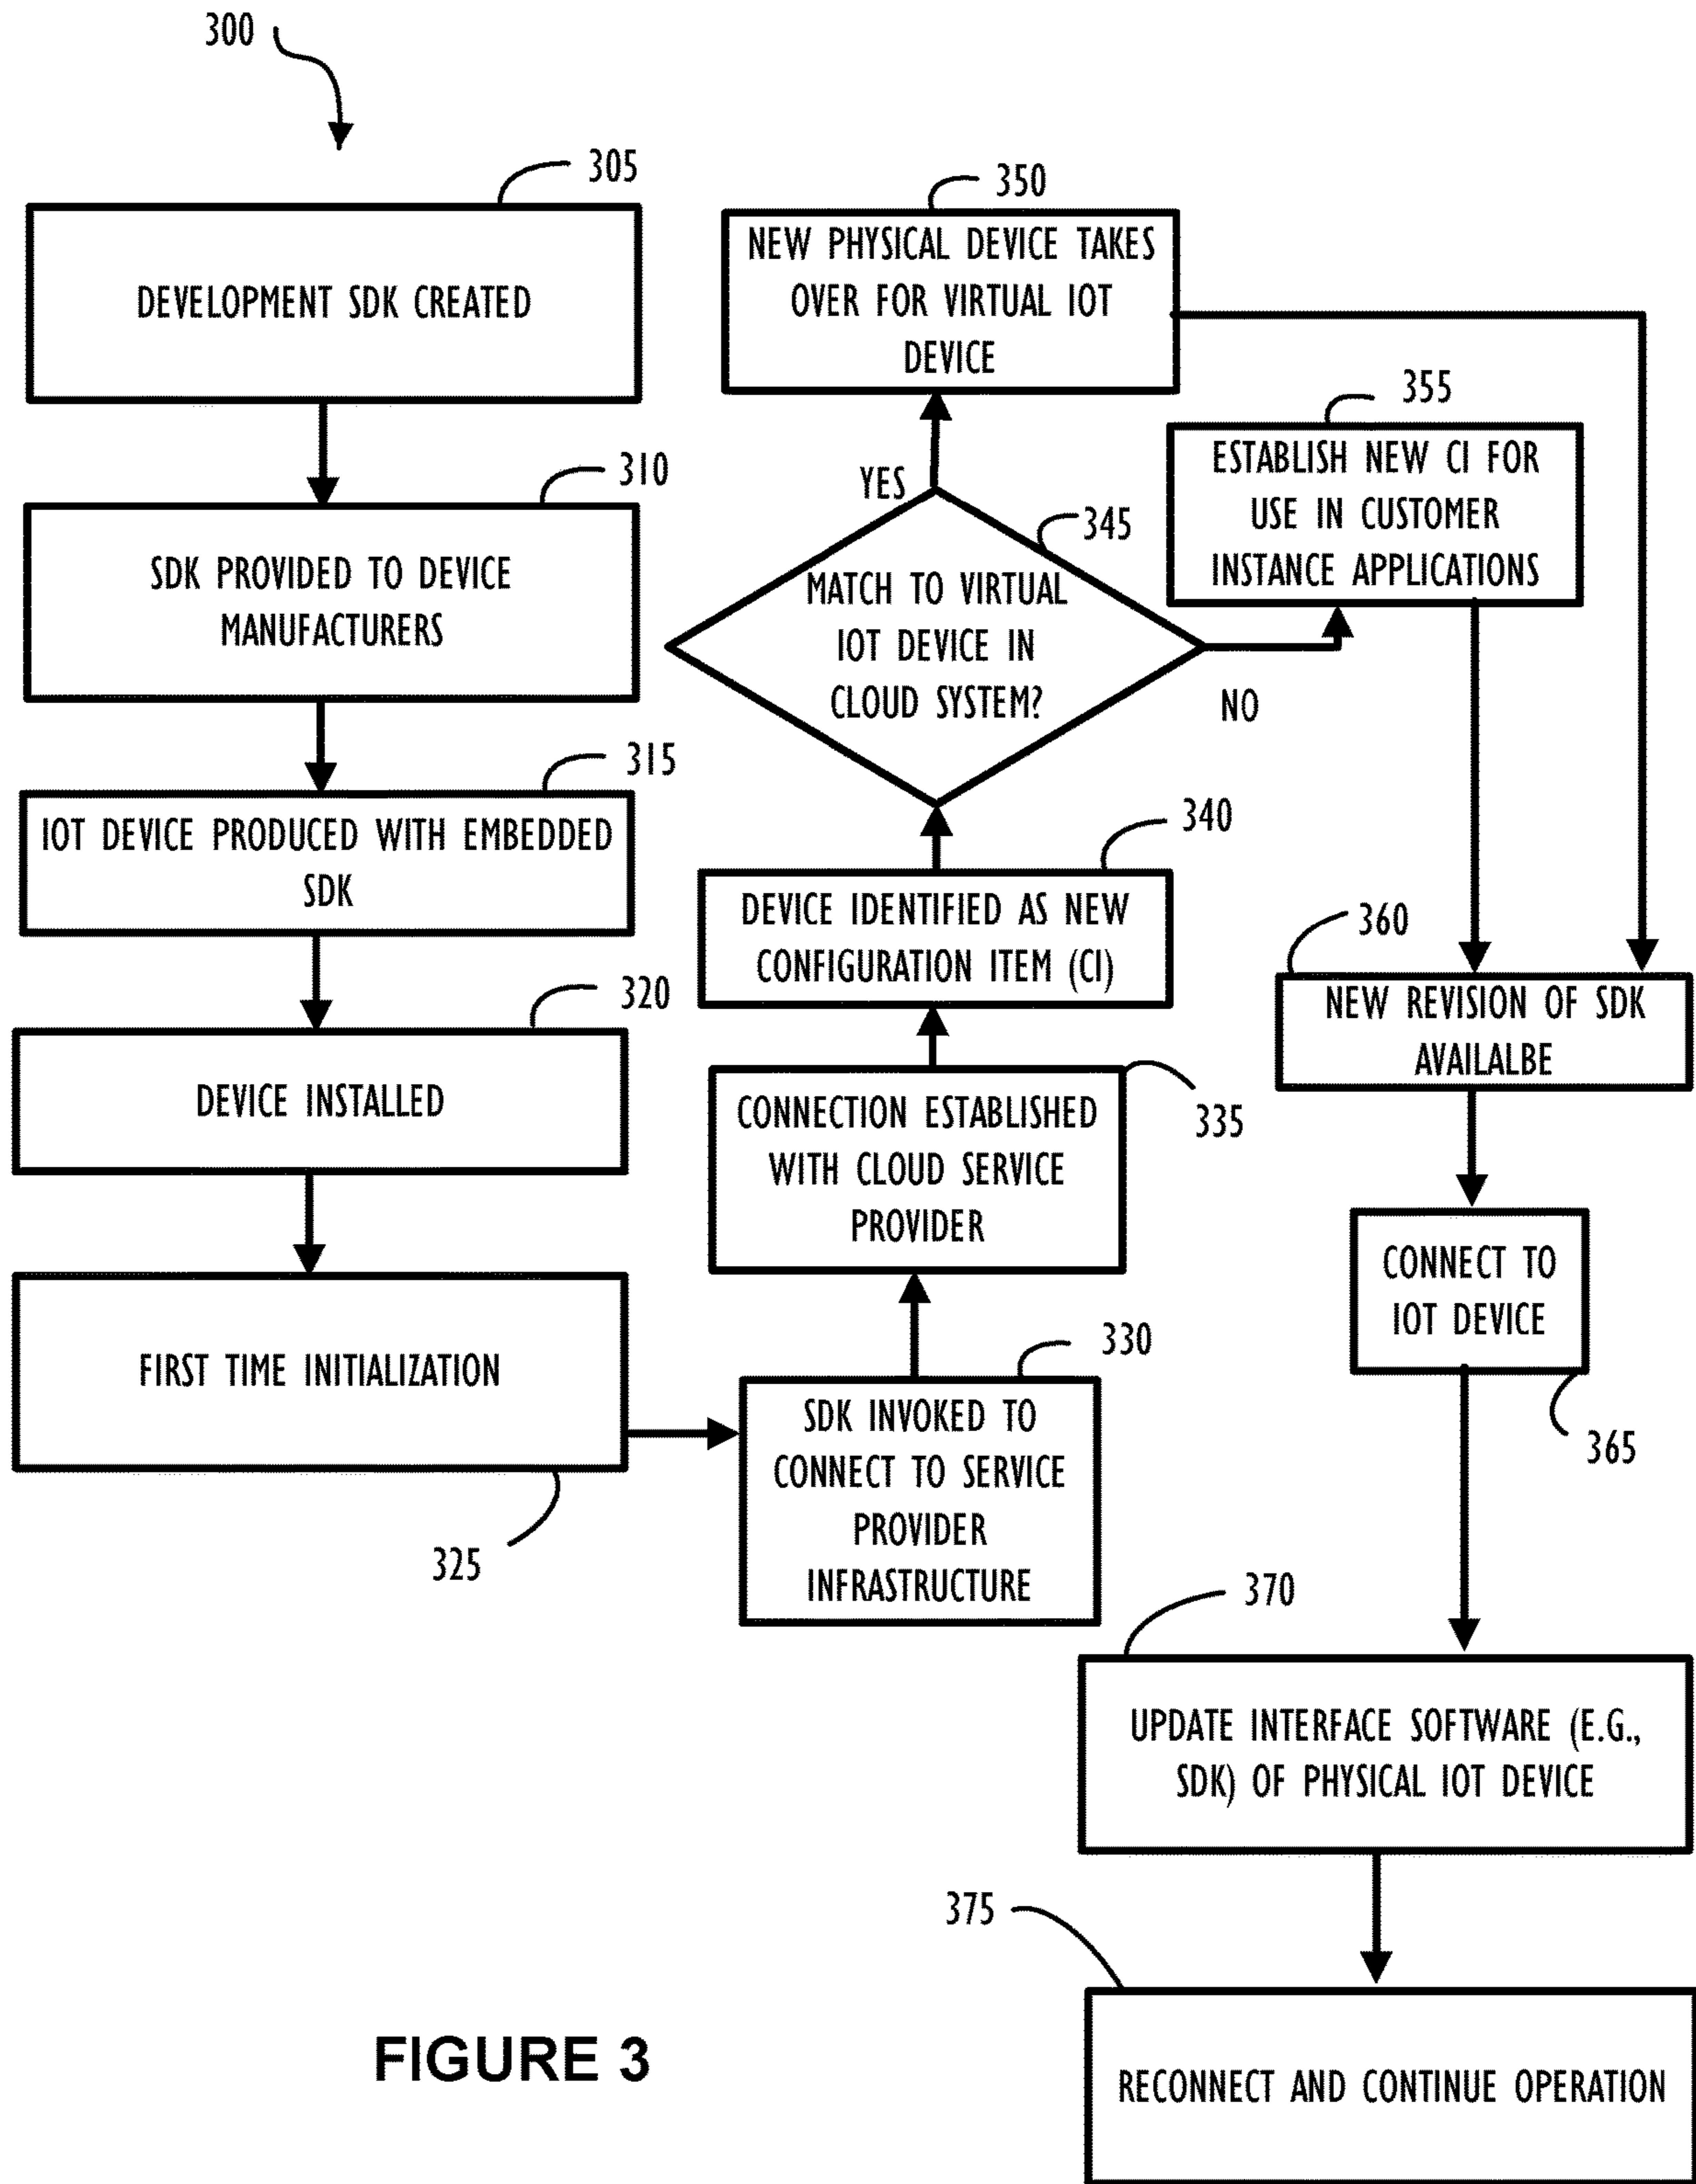 300
305
DEVELOPMENT SDK CREATED
310
SDK PROVIDED TO DEVICE
MANUFACTURERS
315
IOT DEVICE PRODUCED WITH EMBEDDED
SDK
320
DEVICE INSTALLED
FIRST TIME INITIALIZATION
325
330
SDK INVOKED TO
CONNECT TO SERVICE
PROVIDER
INFRASTRUCTURE
335
CONNECTION ESTABLISHED
WITH CLOUD SERVICE
PROVIDER
340
DEVICE IDENTIFIED AS NEW
CONFIGURATION ITEM (CI)
345
MATCH TO VIRTUAL
IOT DEVICE IN
CLOUD SYSTEM?
YES
NO
350
NEW PHYSICAL DEVICE TAKES
OVER FOR VIRTUAL IOT
DEVICE
355
ESTABLISH NEW CI FOR
USE IN CUSTOMER
INSTANCE APPLICATIONS
360
NEW REVISION OF SDK
AVAILALBE
CONNECT TO
IOT DEVICE
365
370
UPDATE INTERFACE SOFTWARE (E.G.,
SDK) OF PHYSICAL IOT DEVICE
375
RECONNECT AND CONTINUE OPERATION
FIGURE 3